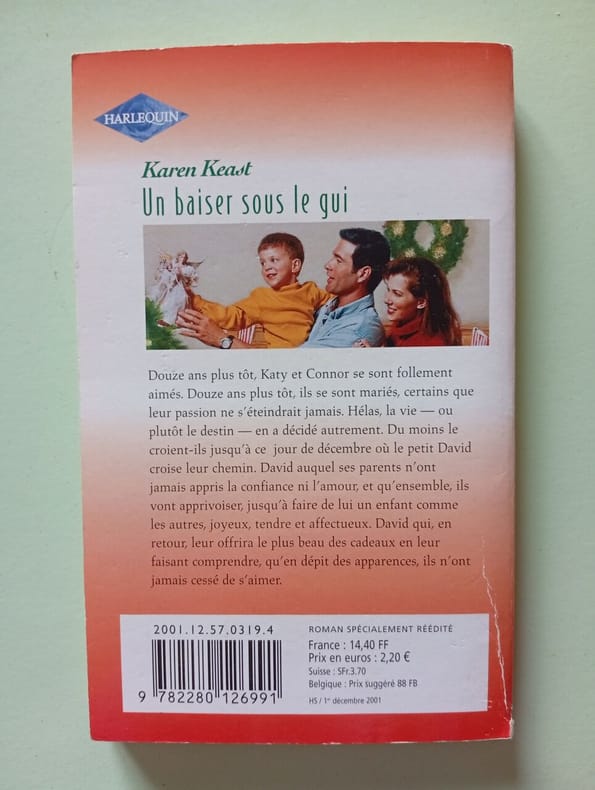 HARLEQUIN
Karen Keast
Un baiser sous le gui
Douze ans plus tôt, Katy et Connor se sont follement
aimés. Douze ans plus tôt, ils se sont mariés, certains que
leur passion ne s'éteindrait jamais. Hélas, la vie — ou
plutôt le destin — en a décidé autrement. Du moins le
croient-ils jusqu'à ce jour de décembre où le petit David
croise leur chemin. David auquel ses parents n'ont
jamais appris la confiance ni l'amour, et qu'ensemble, ils
vont apprivoiser, jusqu'à faire de lui un enfant comme
les autres, joyeux, tendre et affectueux. David qui, en
retour, leur offrira le plus beau des cadeaux en leur
faisant comprendre, qu'en dépit des apparences, ils n'ont
jamais cessé de s'aimer.
2001.12.57.0319.4
9 782280 126991
ROMAN SPÉCIALEMENT RÉÉDITÉ
France : 14,40 FF
Prix en euros : 2,20 €
Suisse : SFr.3.70
Belgique : Prix suggéré 88 FB
HS / 1er décembre 2001